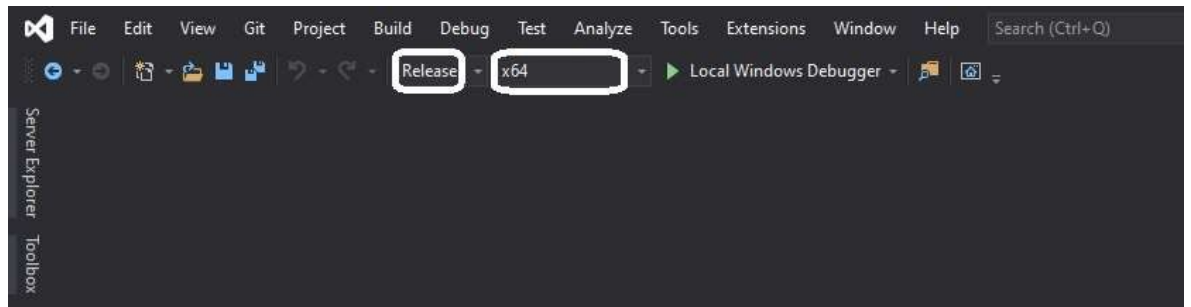 File Edit View Git Project Build Debug Test Analyze Tools Extensions Window Help Search (Ctrl+Q)
Release x64 Local Windows Debugger
Server Explorer
Toolbox